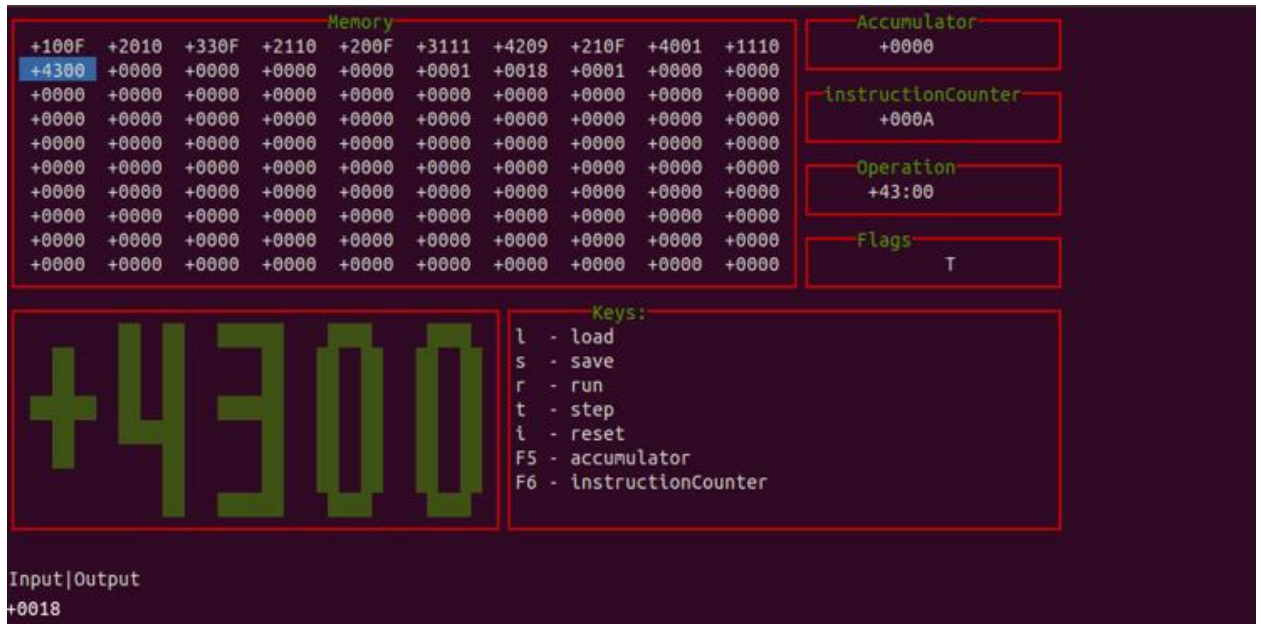 Memory
+100F +2010 +330F +2110 +200F +3111 +4209 +210F +4001 +1110
+4300 +0000 +0000 +0000 +0000 +0001 +0018 +0001 +0000 +0000
+0000 +0000 +0000 +0000 +0000 +0000 +0000 +0000 +0000 +0000
+0000 +0000 +0000 +0000 +0000 +0000 +0000 +0000 +0000 +0000
+0000 +0000 +0000 +0000 +0000 +0000 +0000 +0000 +0000 +0000
+0000 +0000 +0000 +0000 +0000 +0000 +0000 +0000 +0000 +0000
+0000 +0000 +0000 +0000 +0000 +0000 +0000 +0000 +0000 +0000
+0000 +0000 +0000 +0000 +0000 +0000 +0000 +0000 +0000 +0000
+0000 +0000 +0000 +0000 +0000 +0000 +0000 +0000 +0000 +0000
+0000 +0000 +0000 +0000 +0000 +0000 +0000 +0000 +0000 +0000
Accumulator
+0000
instructionCounter
+000A
Operation
+43:00
Flags
T
+4300
Keys:
l - load
s - save
r - run
t - step
i - reset
F5 - accumulator
F6 - instructionCounter
Input|Output
+0018